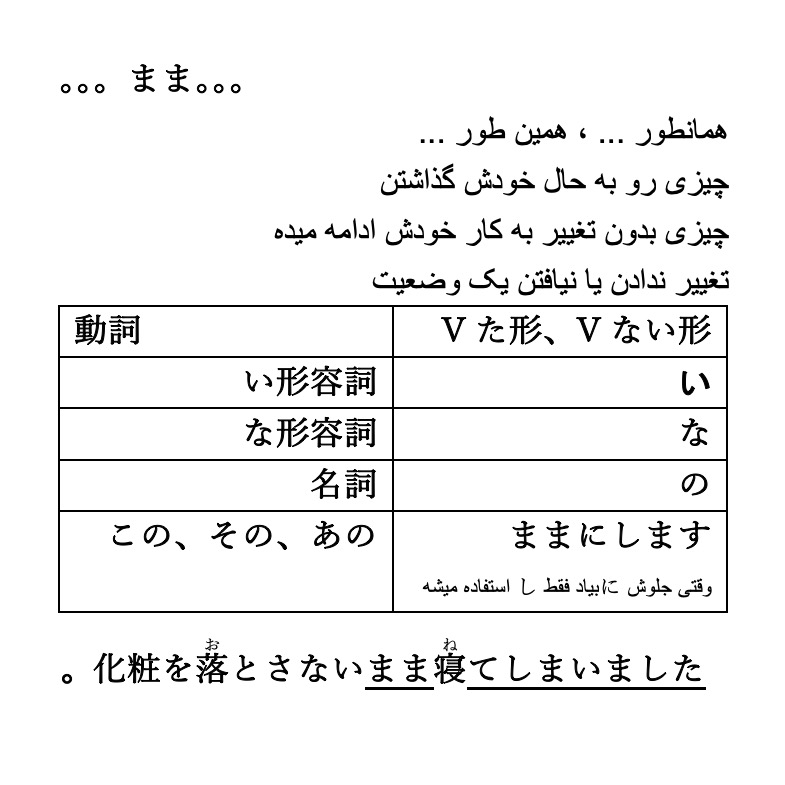 。。。まま。。。
همانطور ... ، همین طور ...
چیزی رو به حال خودش گذاشتن
چیزی بدون تغییر به کار خودش ادامه میده
تغییر ندادن یا نیافتن یک وضعیت
動詞 V た形、V ない形
い形容詞 い
な形容詞 な
名詞 の
この、その、あの ままにします
وقتی جلوش にبیاد فقط し استفاده میشه
お ね
。化粧を落とさないまま寝てしまいました